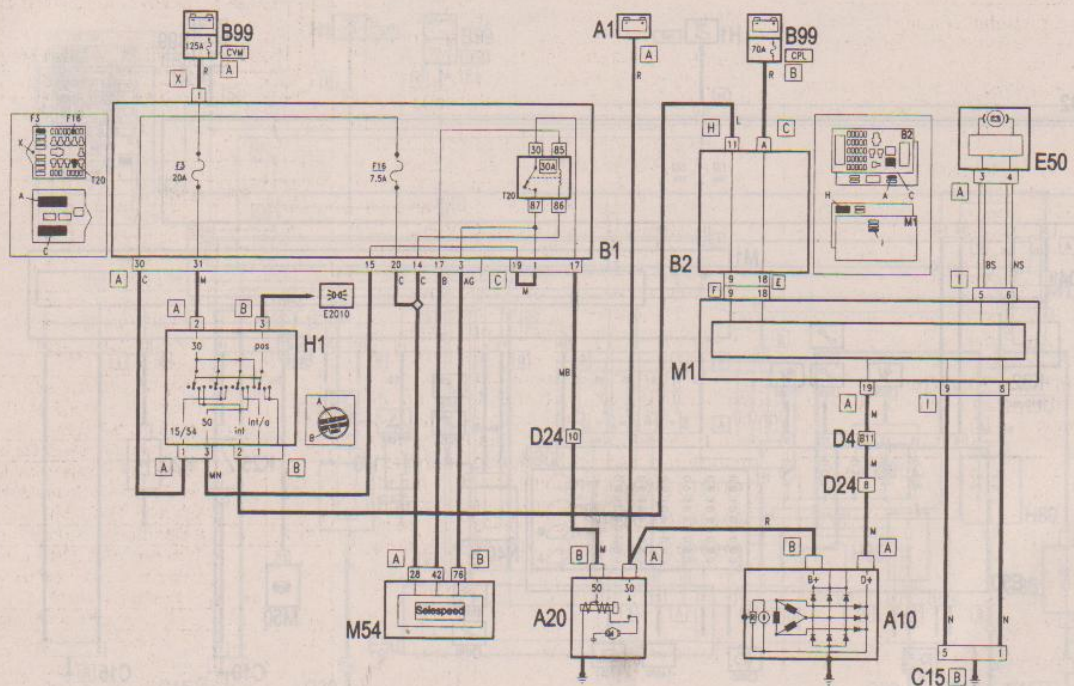 B99
125A
CVM
R
A
X
1
A1
A
R
B99
70A
CPL
R
B
F3 F16
X
T20
A
C
F3
20A
F16
7.5A
30 85
30A
T20
87 86
B1
30 31 15 20 14 17 3 19 1 17
A
C
M
C
C
B
AG
C
M
H L
11
C
A
B2
9 18
F
E
9 18
B2
H
A C
M1
I
E50
3 4
A
BS
NS
I
5 6
M1
19 9 8
A
I
M
D4 B11
M
D24 8
M
N
N
A
2
B
3
E2010
30 pos
H1
50
int/a
15/54
int
1 3 2 1
A
B
MN
A
B
MB
D24 10
R
A
B
28 42 76
Selespeed
M54
B
M
A
50 30
A20
B
A
B+ D+
A10
5 1
C15 B